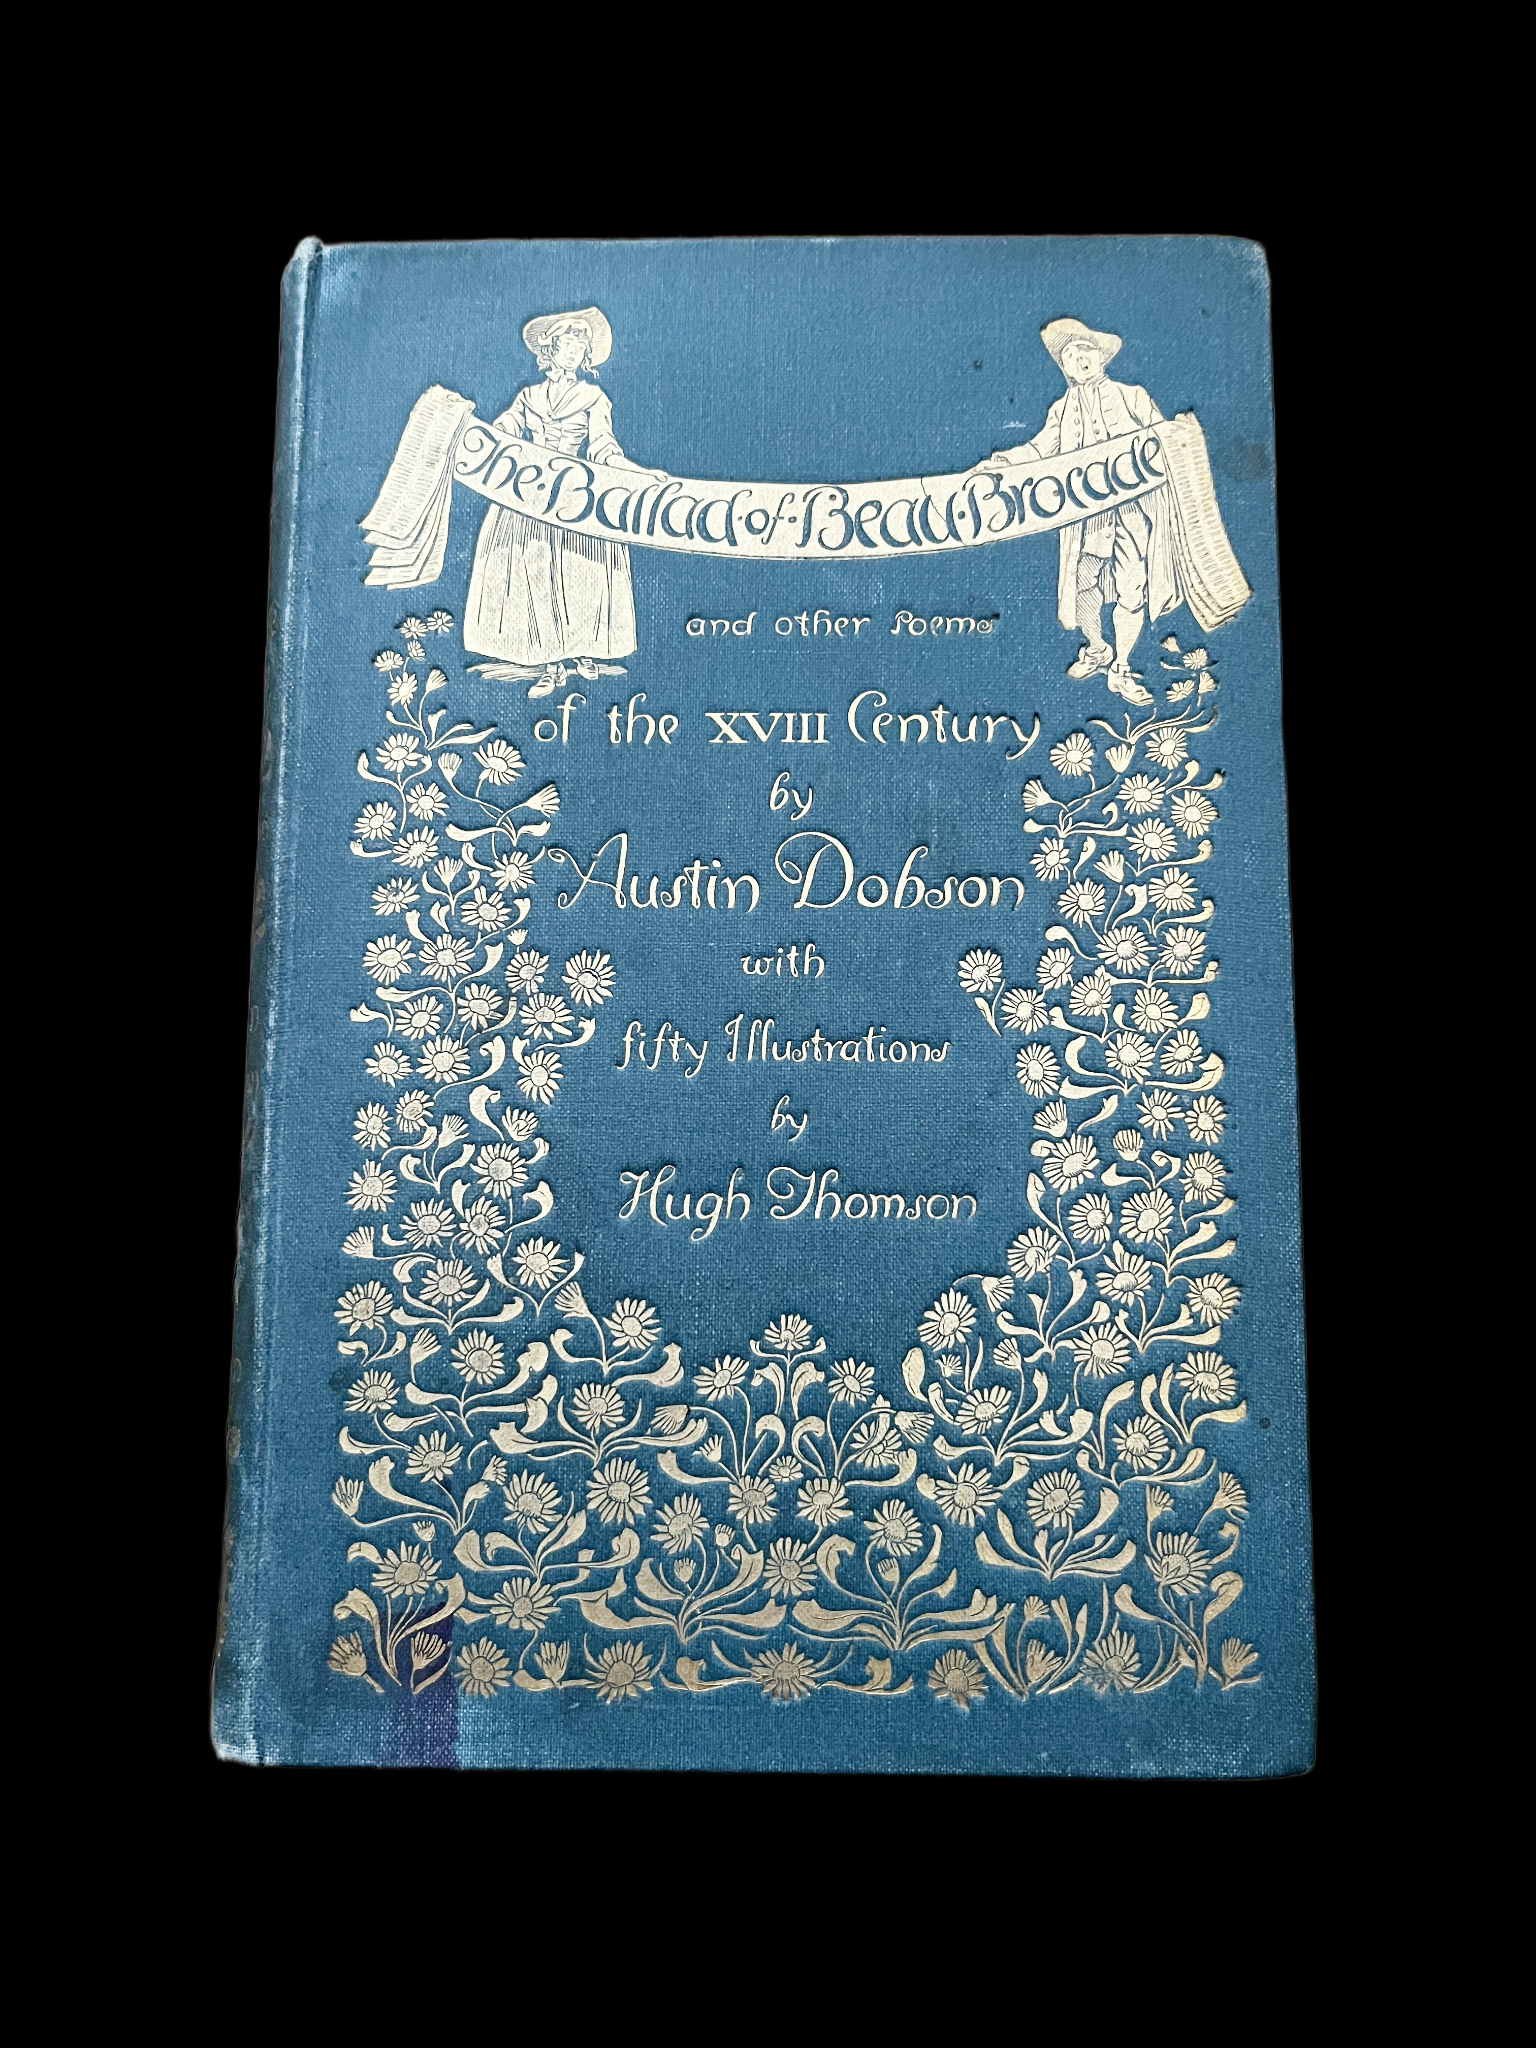 The·Ballad·of·Beau·Brocade
and other Poems
of the XVIII Century
by
Austin Dobson
with
fifty Illustrations
by
Hugh Thomson